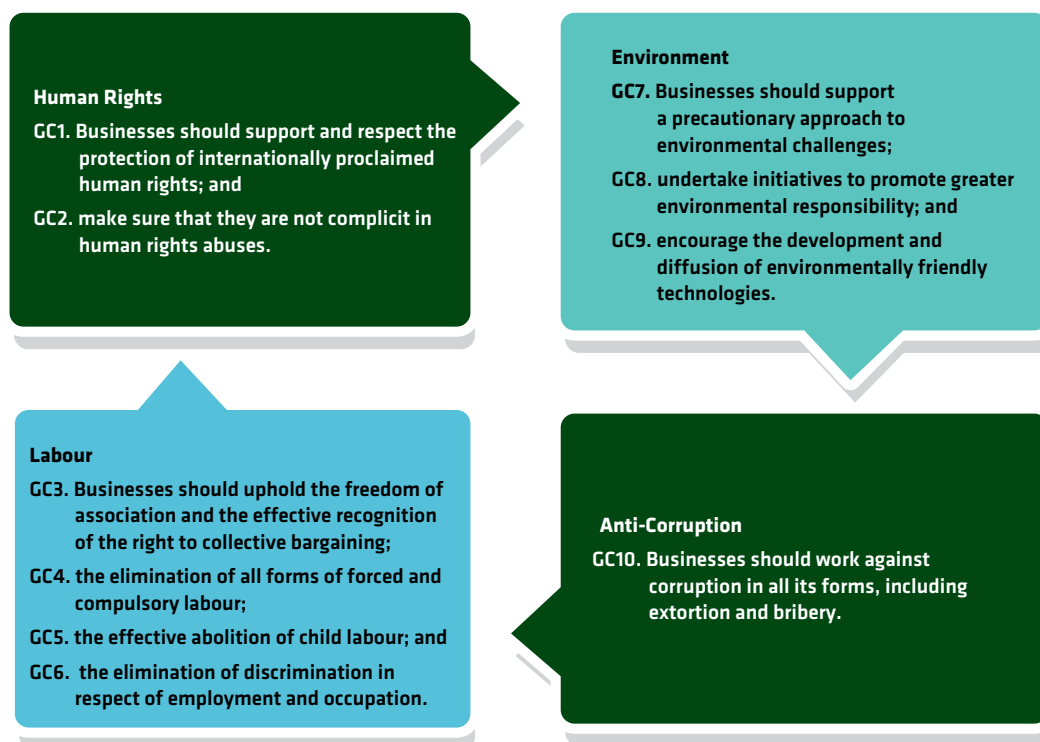 Human Rights
GC1. Businesses should support and respect the
protection of internationally proclaimed
human rights; and
GC2. make sure that they are not complicit in
human rights abuses.
Environment
GC7. Businesses should support
a precautionary approach to
environmental challenges;
GC8. undertake initiatives to promote greater
environmental responsibility; and
GC9. encourage the development and
diffusion of environmentally friendly
technologies.
Labour
GC3. Businesses should uphold the freedom of
association and the effective recognition
of the right to collective bargaining;
GC4. the elimination of all forms of forced and
compulsory labour;
GC5. the effective abolition of child labour; and
GC6. the elimination of discrimination in
respect of employment and occupation.
Anti-Corruption
GC10. Businesses should work against
corruption in all its forms, including
extortion and bribery.